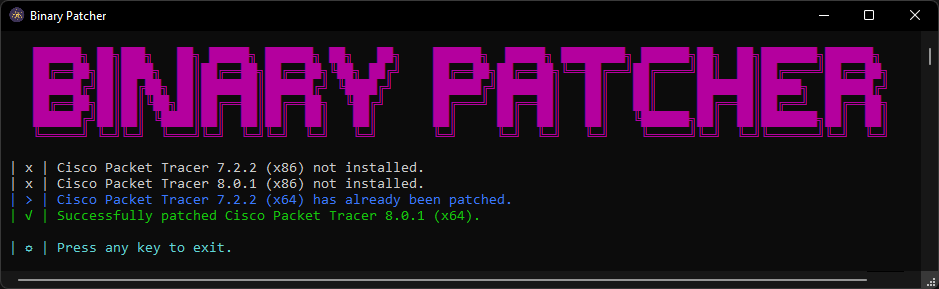 Binary Patcher
BINARY PATCHER
| x | Cisco Packet Tracer 7.2.2 (x86) not installed.
| x | Cisco Packet Tracer 8.0.1 (x86) not installed.
| > | Cisco Packet Tracer 7.2.2 (x64) has already been patched.
| √ | Successfully patched Cisco Packet Tracer 8.0.1 (x64).
| ¤ | Press any key to exit.